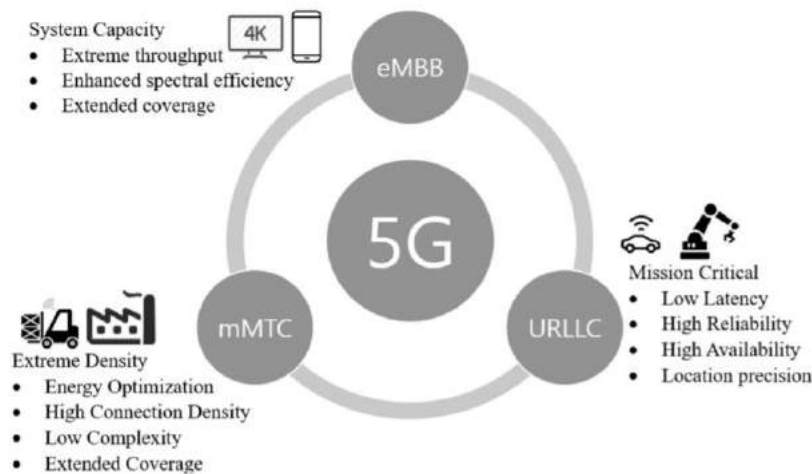 System Capacity
• Extreme throughput
• Enhanced spectral efficiency
• Extended coverage
4K
eMBB
5G
mMTC
URLLC
Mission Critical
• Low Latency
• High Reliability
• High Availability
• Location precision
Extreme Density
• Energy Optimization
• High Connection Density
• Low Complexity
• Extended Coverage